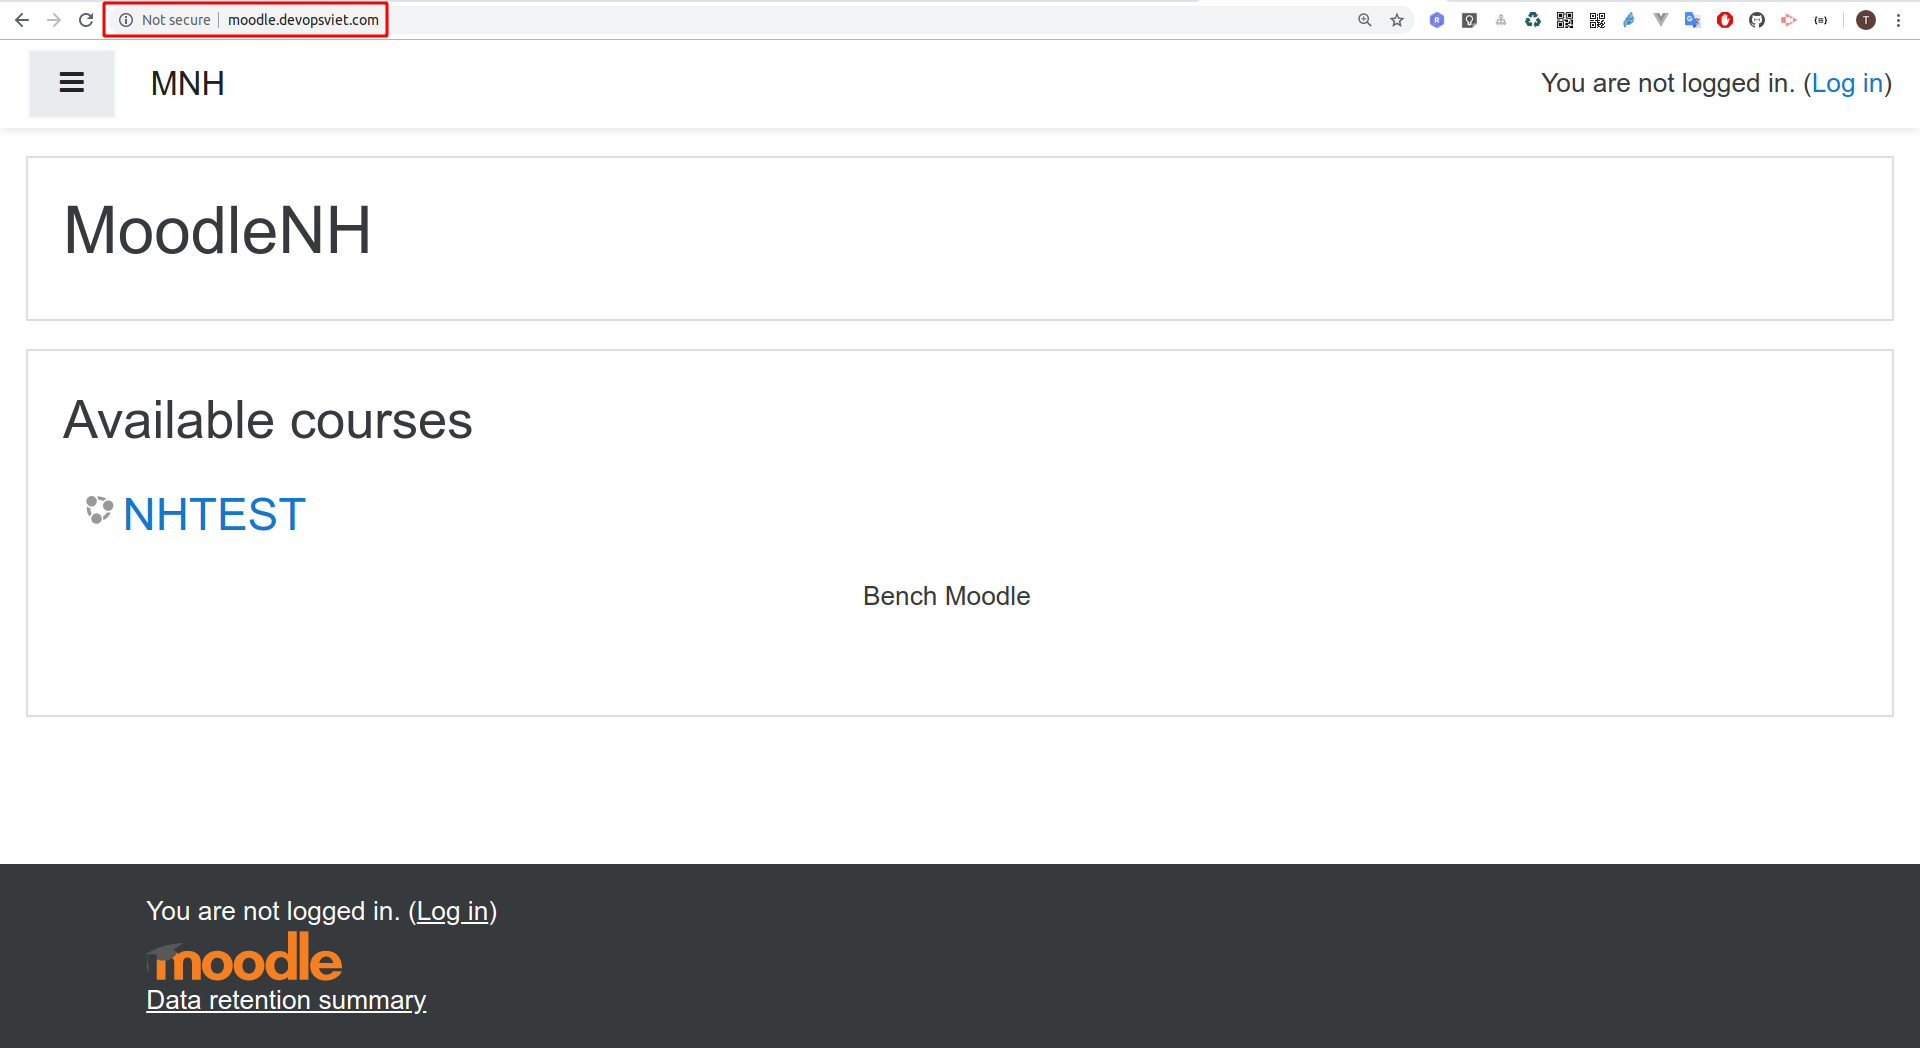 Not secure | moodle.devopsviet.com
T
MNH
You are not logged in. (Log in)
MoodleNH
Available courses
NHTEST
Bench Moodle
You are not logged in. (Log in)
moodle
Data retention summary